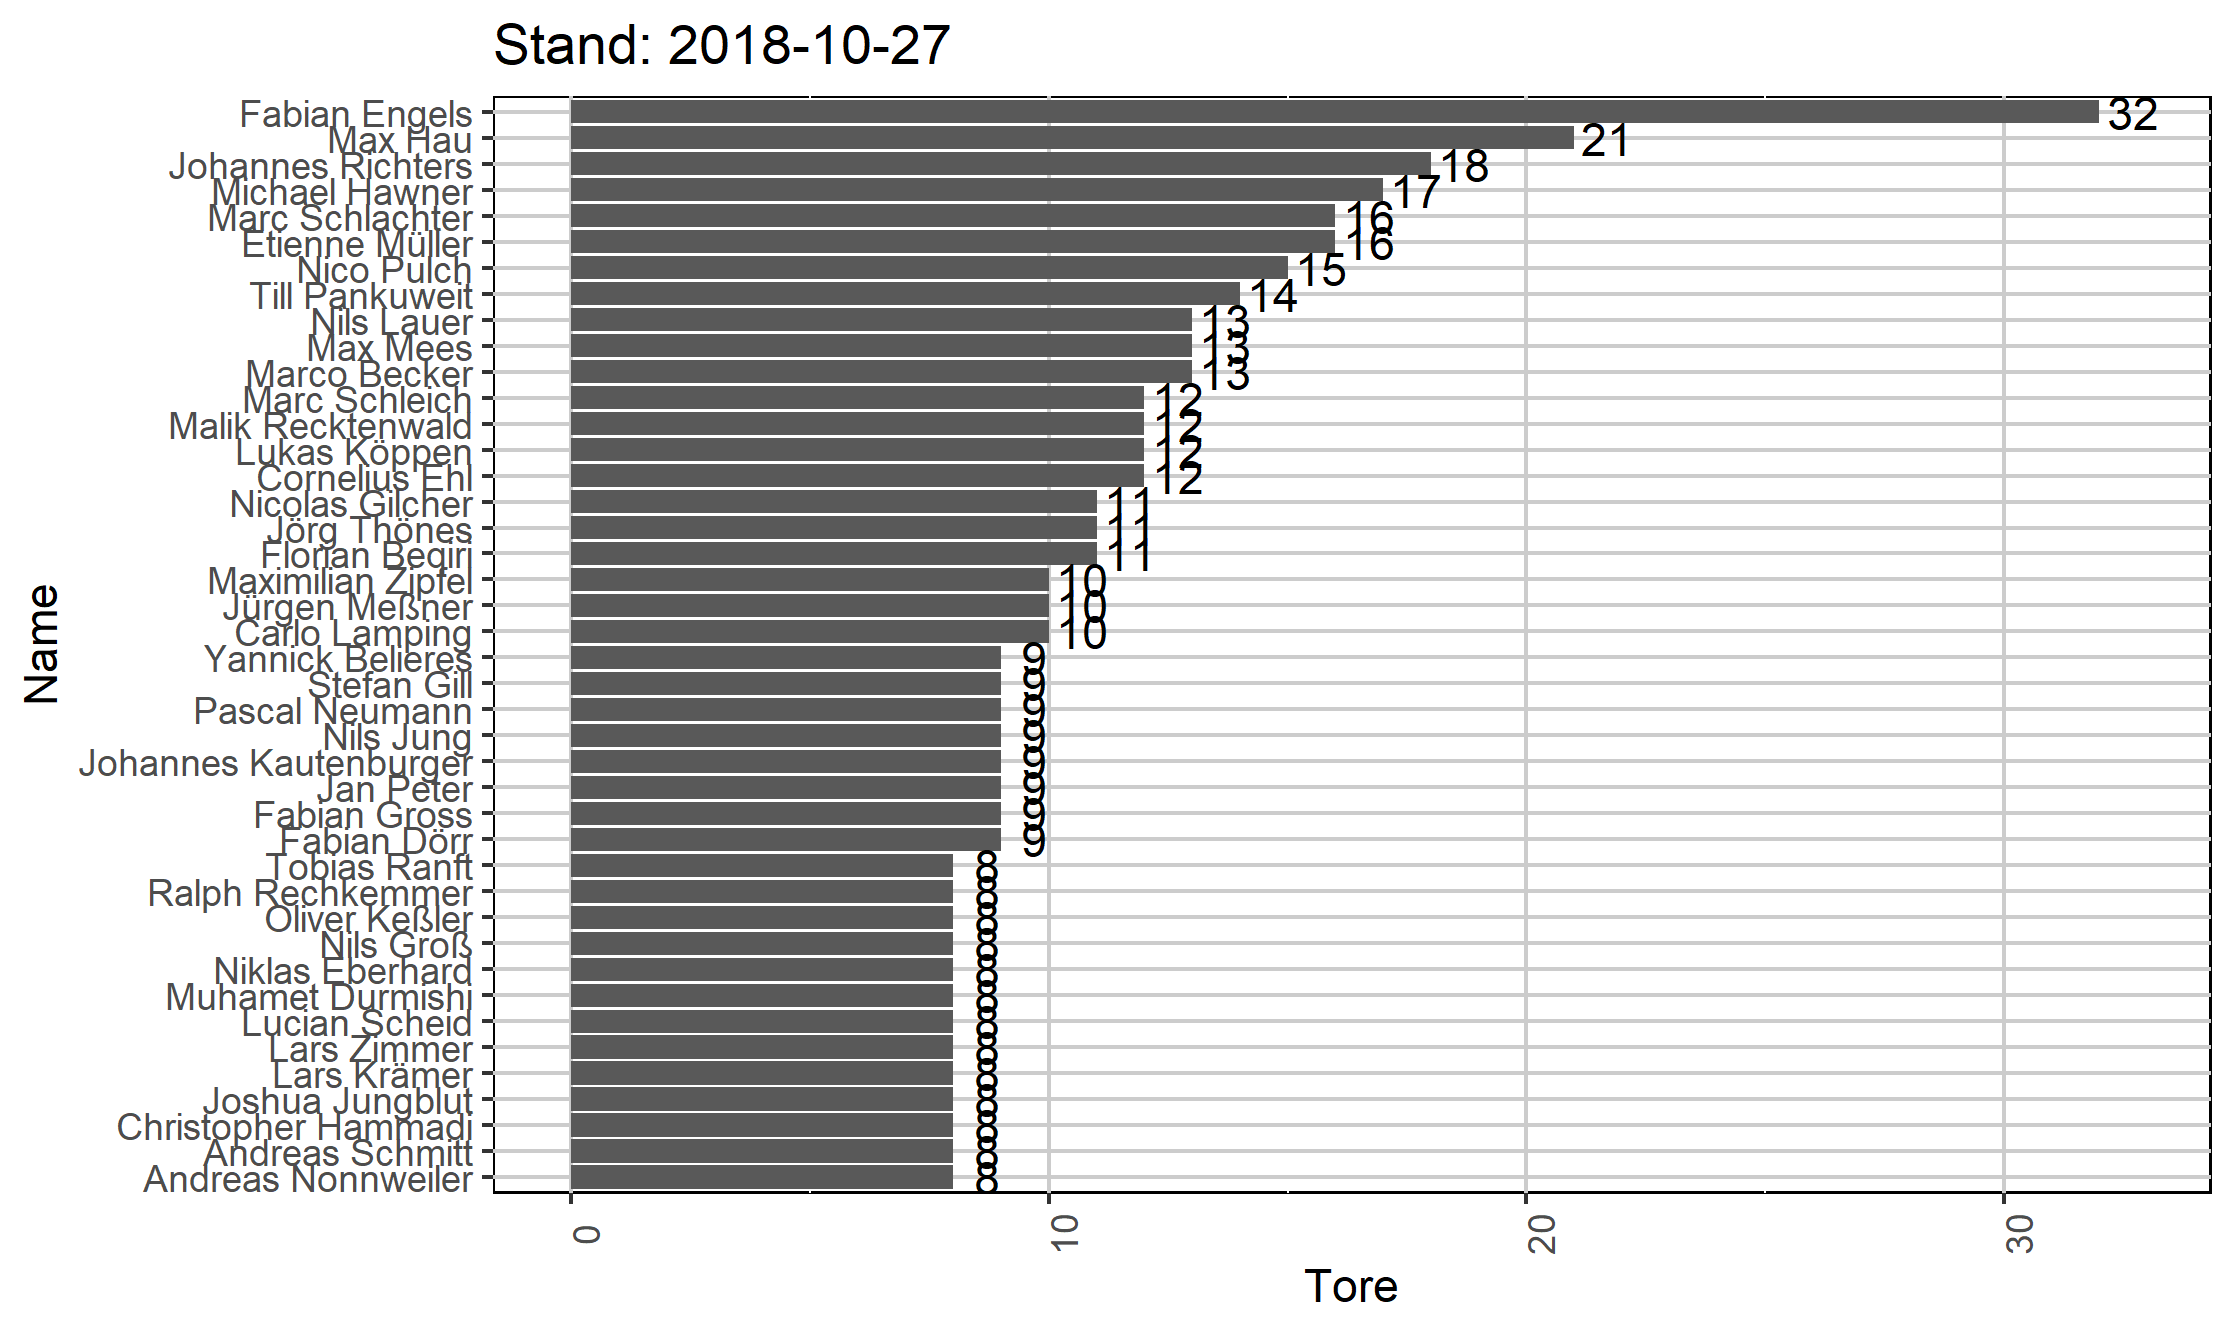 Stand: 2018-10-27
Name
Fabian Engels 32
Max Hau 21
Johannes Richters 18
Michael Hawner 17
Marc Schlachter 16
Etienne Müller 16
Nico Pulch 15
Till Pankuweit 14
Nils Lauer 13
Max Mees 13
Marco Becker 13
Marc Schleich 12
Malik Recktenwald 12
Lukas Köppen 12
Cornelius Ehl 12
Nicolas Gilcher 11
Jörg Thönes 11
Florian Beqiri 11
Maximilian Zipfel 10
Jürgen Meßner 10
Carlo Lamping 10
Yannick Belieres 9
Stefan Gill 9
Pascal Neumann 9
Nils Jung 9
Johannes Kautenburger 9
Jan Peter 9
Fabian Gross 9
Fabian Dörr 9
Tobias Ranft 8
Ralph Rechkemmer 8
Oliver Keßler 8
Nils Groß 8
Niklas Eberhard 8
Muhamet Durmishi 8
Lucian Scheid 8
Lars Zimmer 8
Lars Krämer 8
Joshua Jungblut 8
Christopher Hammadi 8
Andreas Schmitt 8
Andreas Nonnweiler 8
0 10 20 30
Tore